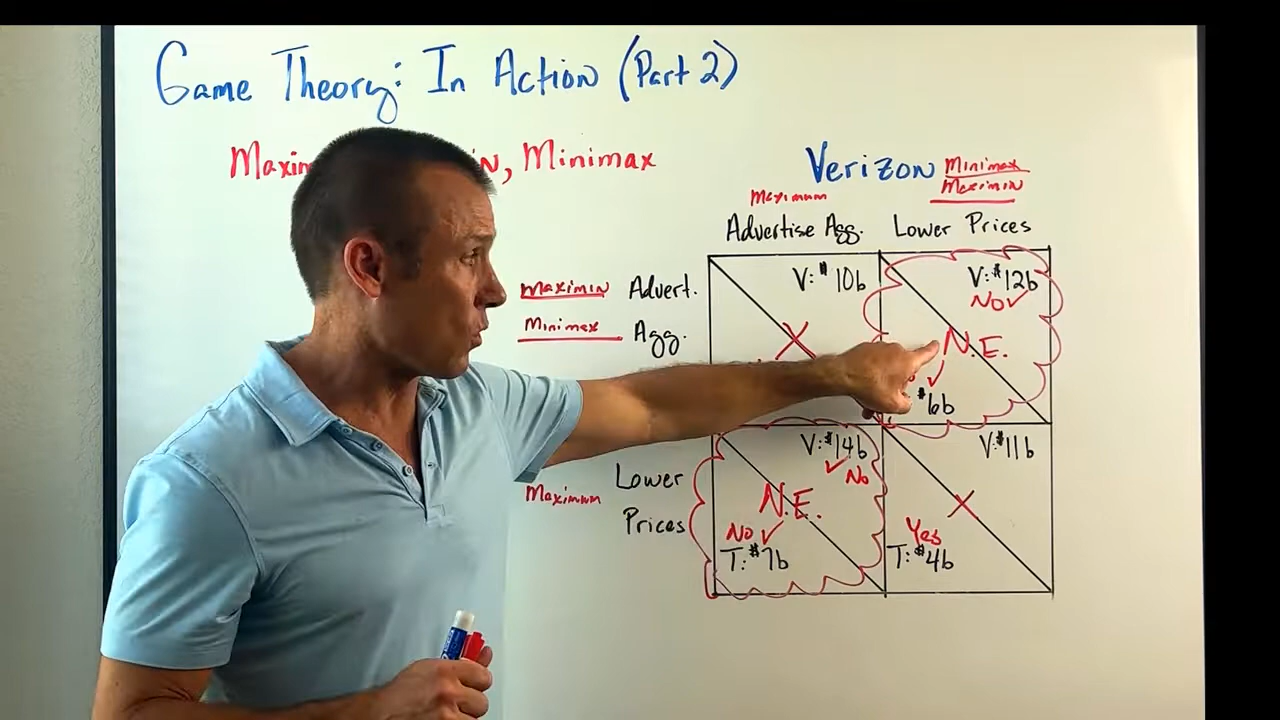 Game Theory: In Action (Part 2)
Minimax
Verizon Minimax
Maximin
Maximum
Advertise Agg. Lower Prices
Maximin Advert.
Minimax Agg.
V: $10b
V: $12b
No ✓
X
N.E.
✓
$6b
Lower
Prices
Maximum
V: $14b
✓ No
N.E.
No ✓
T: $7b
V: $11b
X
Yes
T: $4b